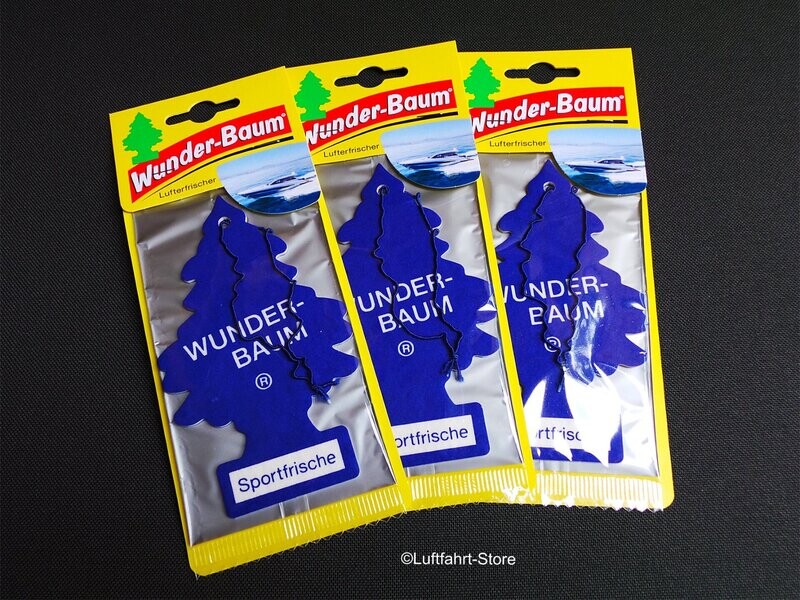 Wunder-Baum®
Lufterfrischer
WUNDER-
BAUM
®
Sportfrische
Wunder-Baum®
Lufterfrischer
WUNDER-
BAUM
®
ortfrische
Wunder-Baum®
Lufterfrischer
WUNDER-
BAUM
®
rtfrisc
©Luftfahrt-Store